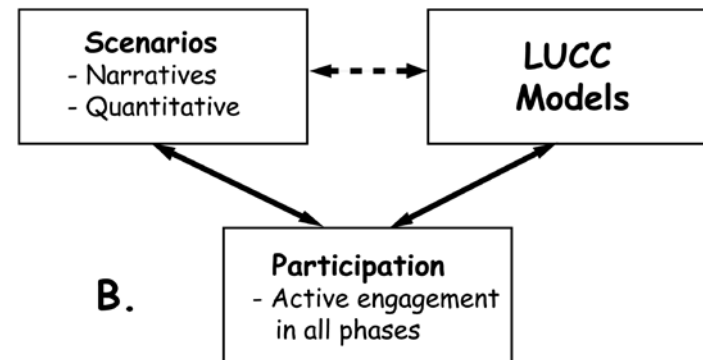 Scenarios
- Narratives
- Quantitative
LUCC
Models
Participation
- Active engagement
in all phases
B.